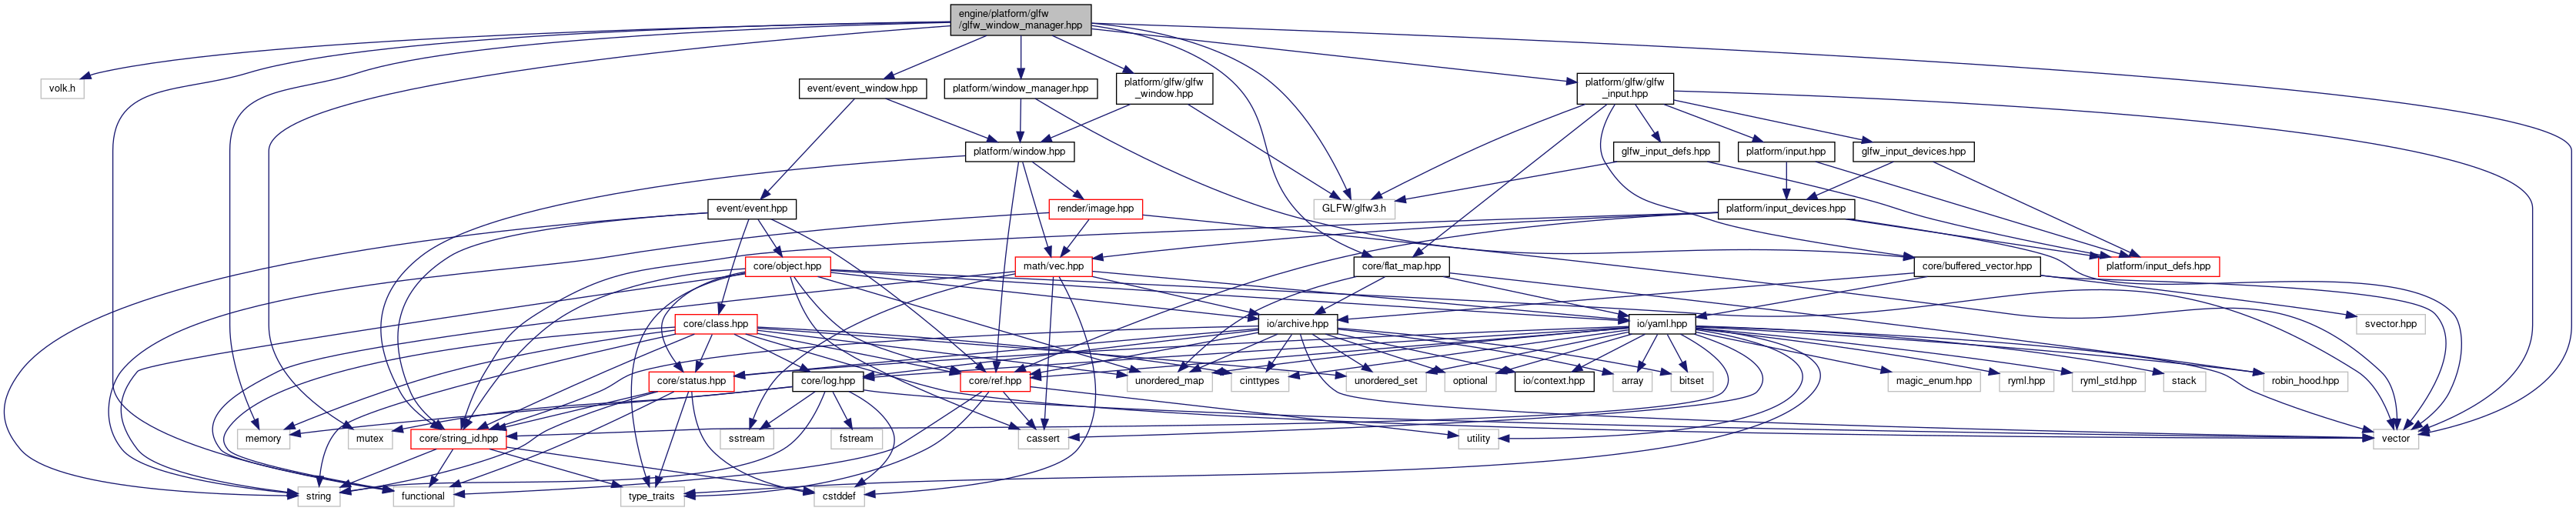 engine/platform/glfw
/glfw_window_manager.hpp
volk.h
event/event_window.hpp
platform/window_manager.hpp
platform/glfw/glfw
_window.hpp
platform/glfw/glfw
_input.hpp
platform/window.hpp
glfw_input_defs.hpp
platform/input.hpp
glfw_input_devices.hpp
event/event.hpp
render/image.hpp
GLFW/glfw3.h
platform/input_devices.hpp
core/object.hpp
math/vec.hpp
core/flat_map.hpp
core/buffered_vector.hpp
platform/input_defs.hpp
core/class.hpp
io/archive.hpp
io/yaml.hpp
svector.hpp
core/status.hpp
core/log.hpp
core/ref.hpp
unordered_map
cinttypes
unordered_set
optional
io/context.hpp
array
bitset
magic_enum.hpp
ryml.hpp
ryml_std.hpp
stack
robin_hood.hpp
memory
mutex
core/string_id.hpp
sstream
fstream
cassert
utility
vector
string
functional
type_traits
cstddef